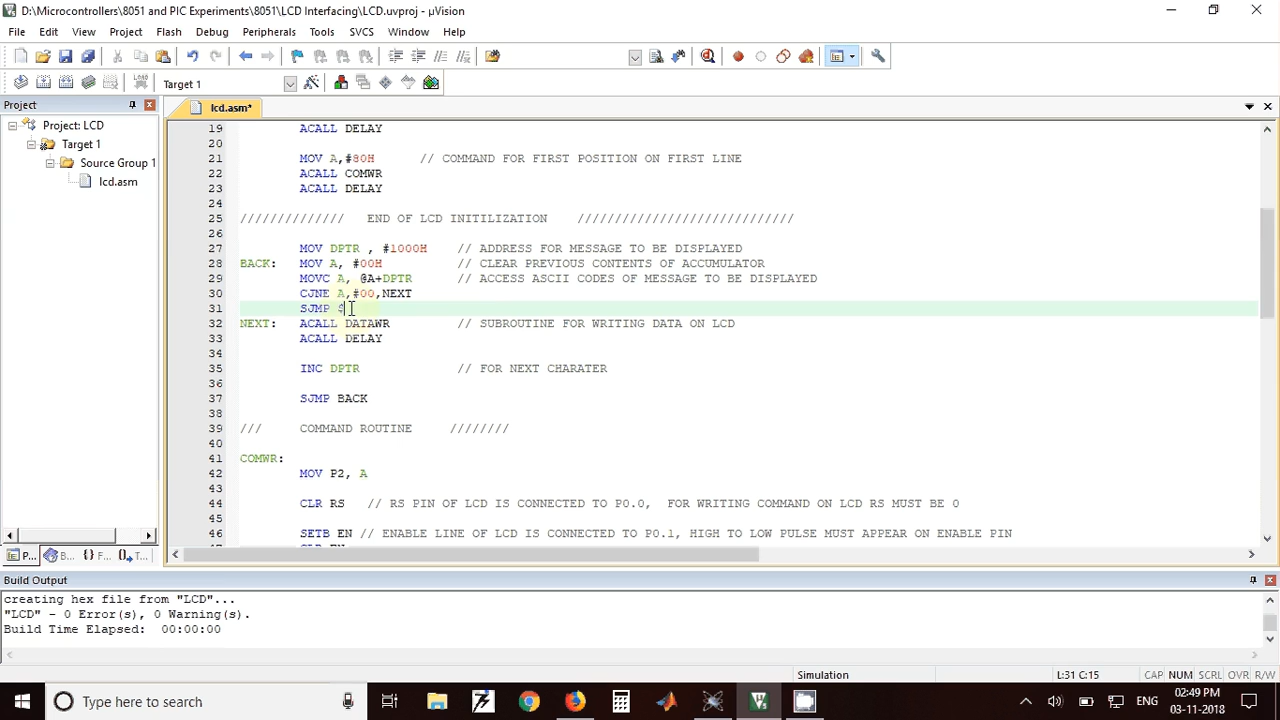 D:\Microcontrollers\8051 and PIC Experiments\8051\LCD Interfacing\LCD.uvproj - µVision
File Edit View Project Flash Debug Peripherals Tools SVCS Window Help
Target 1
Project
lcd.asm*
Project: LCD
Target 1
Source Group 1
lcd.asm
19 ACALL DELAY
20
21 MOV A,#80H // COMMAND FOR FIRST POSITION ON FIRST LINE
22 ACALL COMWR
23 ACALL DELAY
24
25 ////////////// END OF LCD INITILIZATION /////////////////////////////
26
27 MOV DPTR , #1000H // ADDRESS FOR MESSAGE TO BE DISPLAYED
28 BACK: MOV A, #00H // CLEAR PREVIOUS CONTENTS OF ACCUMULATOR
29 MOVC A, @A+DPTR // ACCESS ASCII CODES OF MESSAGE TO BE DISPLAYED
30 CJNE A,#00,NEXT
31 SJMP $
32 NEXT: ACALL DATAWR // SUBROUTINE FOR WRITING DATA ON LCD
33 ACALL DELAY
34
35 INC DPTR // FOR NEXT CHARATER
36
37 SJMP BACK
38
39 /// COMMAND ROUTINE ////////
40
41 COMWR:
42 MOV P2, A
43
44 CLR RS // RS PIN OF LCD IS CONNECTED TO P0.0, FOR WRITING COMMAND ON LCD RS MUST BE 0
45
46 SETB EN // ENABLE LINE OF LCD IS CONNECTED TO P0.1, HIGH TO LOW PULSE MUST APPEAR ON ENABLE PIN
P... B... {} F... T...
Build Output
creating hex file from "LCD"...
"LCD" - 0 Error(s), 0 Warning(s).
Build Time Elapsed: 00:00:00
Simulation L:31 C:15 CAP NUM SCRL OVR R/W
Type here to search
ENG
02:49 PM
03-11-2018